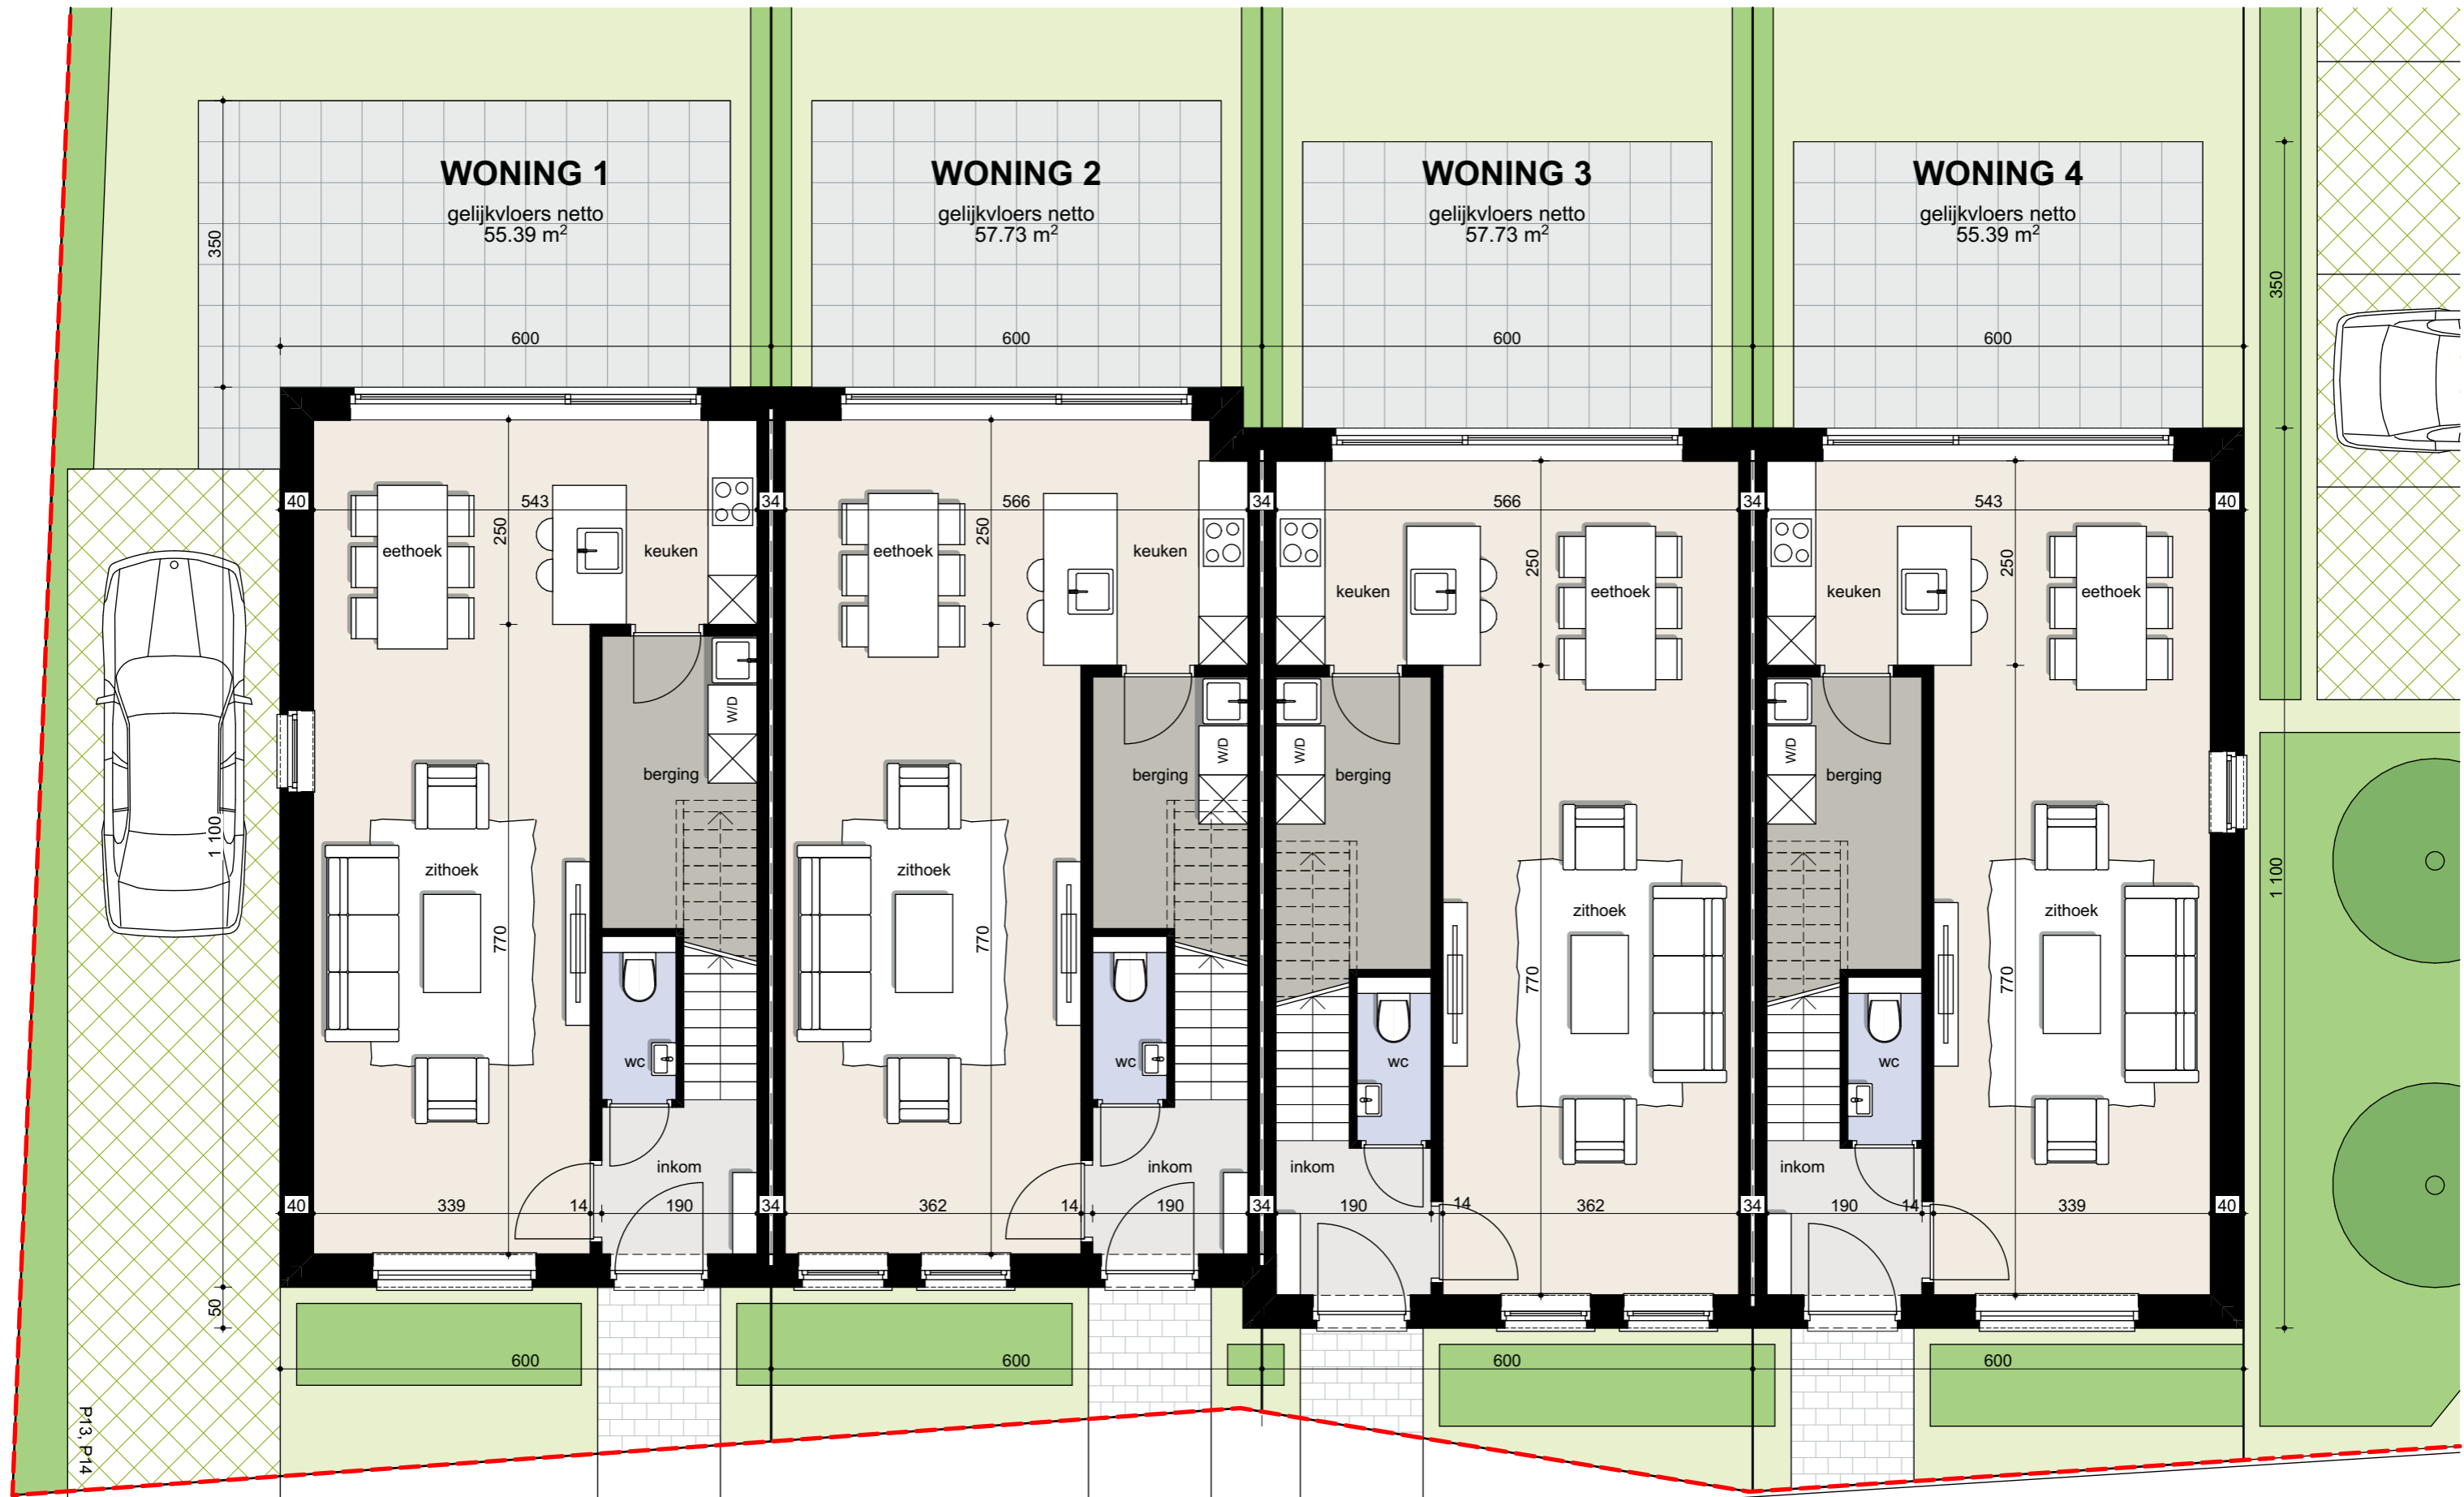 WONING 1
gelijkvloers netto
55.39 m²
WONING 2
gelijkvloers netto
57.73 m²
WONING 3
gelijkvloers netto
57.73 m²
WONING 4
gelijkvloers netto
55.39 m²
350
350
600
600
600
600
40
543
34
566
34
566
34
543
40
250
250
250
250
eethoek
keuken
eethoek
keuken
keuken
eethoek
keuken
eethoek
W/D
W/D
W/D
W/D
berging
berging
berging
berging
1 100
1 100
zithoek
zithoek
zithoek
zithoek
770
770
770
770
wc
wc
wc
wc
inkom
inkom
inkom
inkom
40
339
14
190
34
362
14
190
34
190
14
362
34
190
14
339
40
50
600
600
600
600
P13, P14